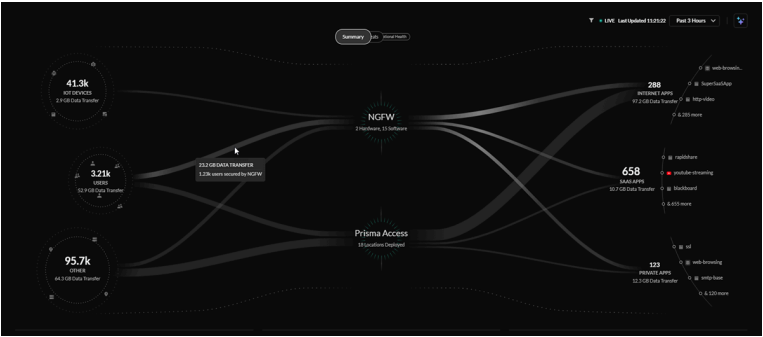 LIVE Last Updated 11:21:22 Past 3 Hours
Summary
41.3k
IOT DEVICES
2.9 GB Data Transfer
3.21k
USERS
52.9 GB Data Transfer
95.7k
OTHER
64.3 GB Data Transfer
23.2 GB DATA TRANSFER
1.23k users secured by NGFW
NGFW
2 Hardware, 15 Software
Prisma Access
18 Locations Deployed
288
INTERNET APPS
97.2 GB Data Transfer
web-browsin...
SuperSaaSApp
http-video
& 285 more
658
SAAS APPS
10.7 GB Data Transfer
rapidshare
youtube-streaming
blackboard
& 655 more
123
PRIVATE APPS
12.3 GB Data Transfer
ssl
web-browsing
smtp-base
& 120 more